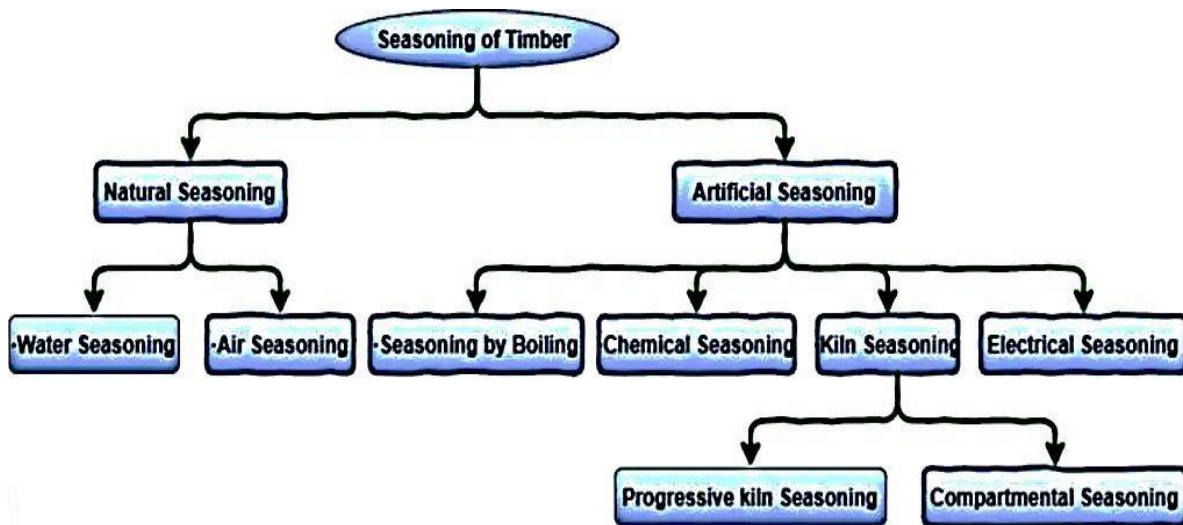 Seasoning of Timber
Natural Seasoning
Artificial Seasoning
·Water Seasoning
·Air Seasoning
·Seasoning by Boiling
·Chemical Seasoning
·Kiln Seasoning
Electrical Seasoning
Progressive kiln Seasoning
Compartmental Seasoning